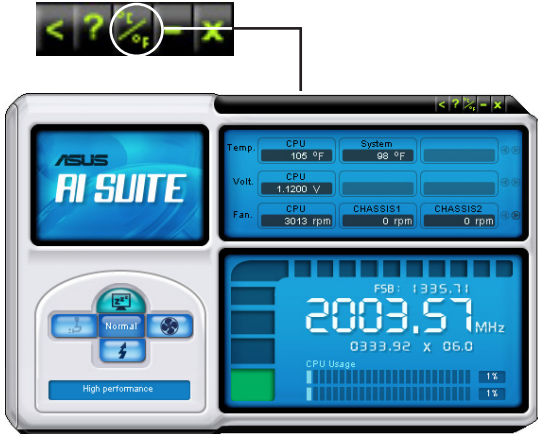 < ? °C/°F – x
< ? °C/°F – x
ASUS
AI SUITE
Temp. CPU System
105 °F 98 °F
Volt. CPU
1.1200 V
Fan. CPU CHASSIS1 CHASSIS2
3013 rpm 0 rpm 0 rpm
zzz
Normal
High performance
FSB: 1335.71
2003.57 MHz
0333.92 x 06.0
CPU Usage
1%
1%